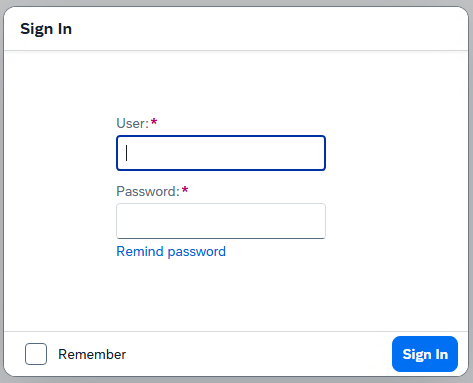 Sign In
User:*
Password:*
Remind password
Remember
Sign In